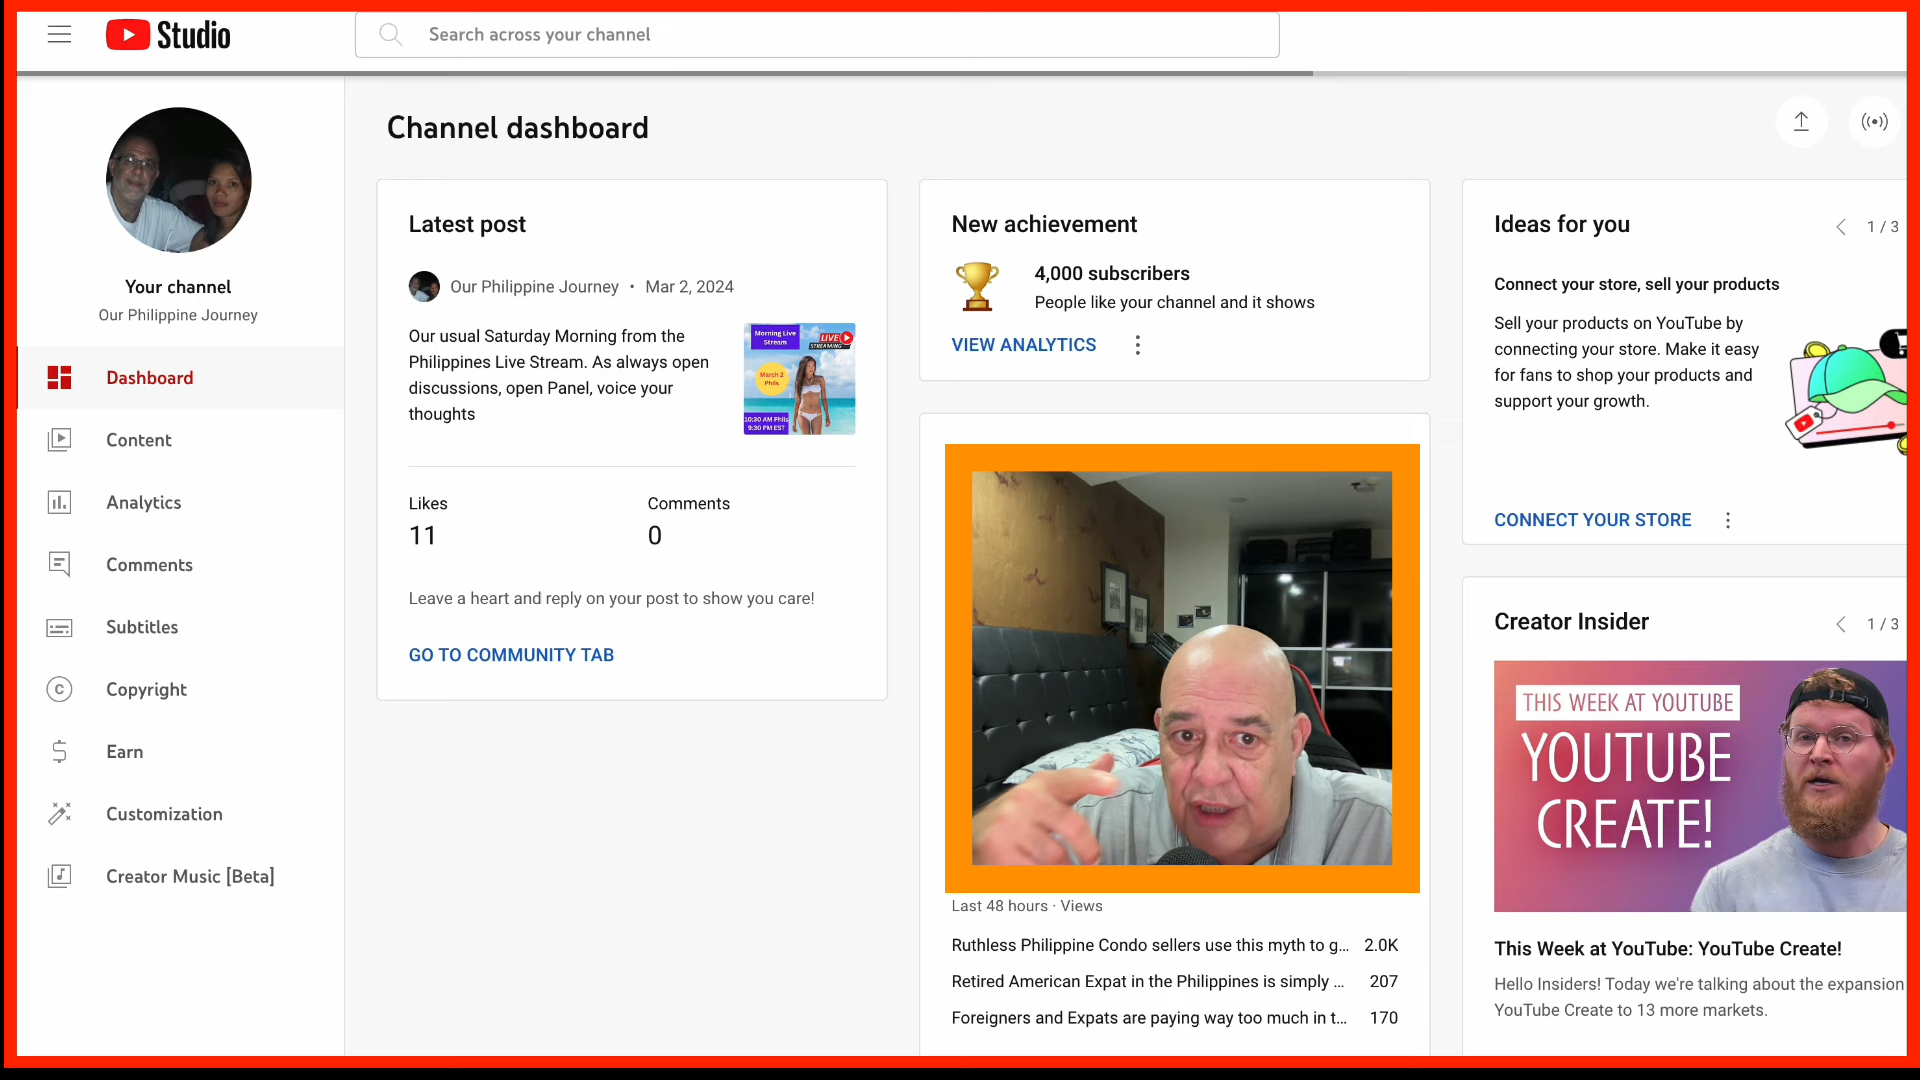 Studio
Search across your channel
Channel dashboard
Your channel
Our Philippine Journey
Dashboard
Content
Analytics
Comments
Subtitles
Copyright
Earn
Customization
Creator Music [Beta]
Latest post
Our Philippine Journey • Mar 2, 2024
Our usual Saturday Morning from the
Philippines Live Stream. As always open
discussions, open Panel, voice your
thoughts
Morning Live
Stream
LIVE
STREAMING
March 2
Phils
10:30 AM Phils
9:30 PM EST
Likes
11
Comments
0
Leave a heart and reply on your post to show you care!
GO TO COMMUNITY TAB
New achievement
4,000 subscribers
People like your channel and it shows
VIEW ANALYTICS
Last 48 hours · Views
Ruthless Philippine Condo sellers use this myth to g... 2.0K
Retired American Expat in the Philippines is simply ... 207
Foreigners and Expats are paying way too much in t... 170
Ideas for you
1 / 3
Connect your store, sell your products
Sell your products on YouTube by
connecting your store. Make it easy
for fans to shop your products and
support your growth.
CONNECT YOUR STORE
Creator Insider
1 / 3
THIS WEEK AT YOUTUBE
YOUTUBE
CREATE!
This Week at YouTube: YouTube Create!
Hello Insiders! Today we're talking about the expansion
YouTube Create to 13 more markets.